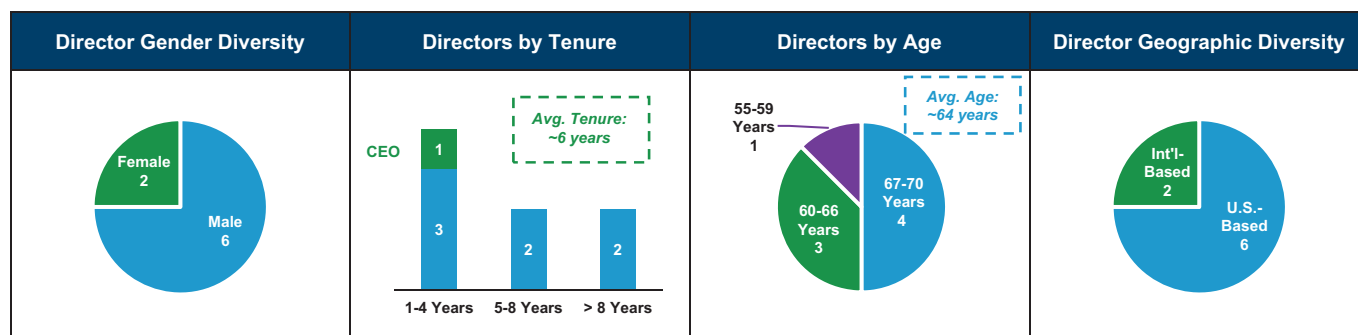 Director Gender Diversity
Directors by Tenure
Directors by Age
Director Geographic Diversity
Female
2
Male
6
Avg. Tenure:
~6 years
CEO
1
3
2
2
1-4 Years
5-8 Years
> 8 Years
Avg. Age:
~64 years
55-59
Years
1
67-70
Years
4
60-66
Years
3
Int'l-
Based
2
U.S.-
Based
6